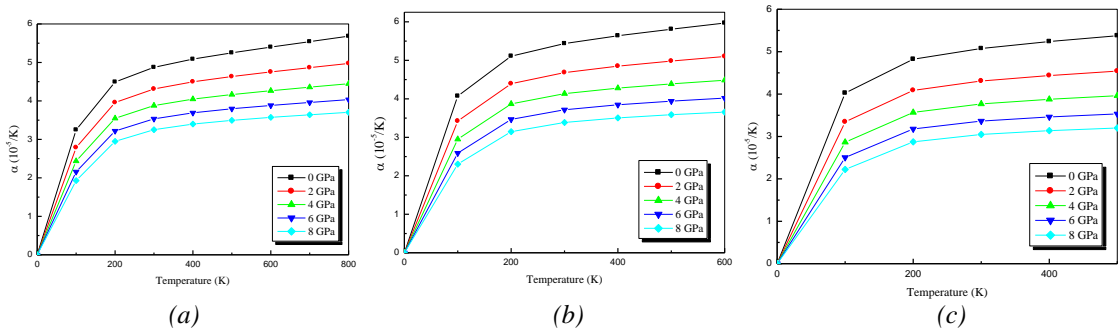 6
5
4
3
2
1
0
α (10⁻⁵/K)
0 200 400 600 800
Temperature (K)
0 GPa
2 GPa
4 GPa
6 GPa
8 GPa
(a)
6
5
4
3
2
1
0
α (10⁻⁵/K)
0 200 400 600
Temperature (K)
0 GPa
2 GPa
4 GPa
6 GPa
8 GPa
(b)
6
5
4
3
2
1
0
α (10⁻⁵/K)
0 200 400
Temperature (K)
0 GPa
2 GPa
4 GPa
6 GPa
8 GPa
(c)